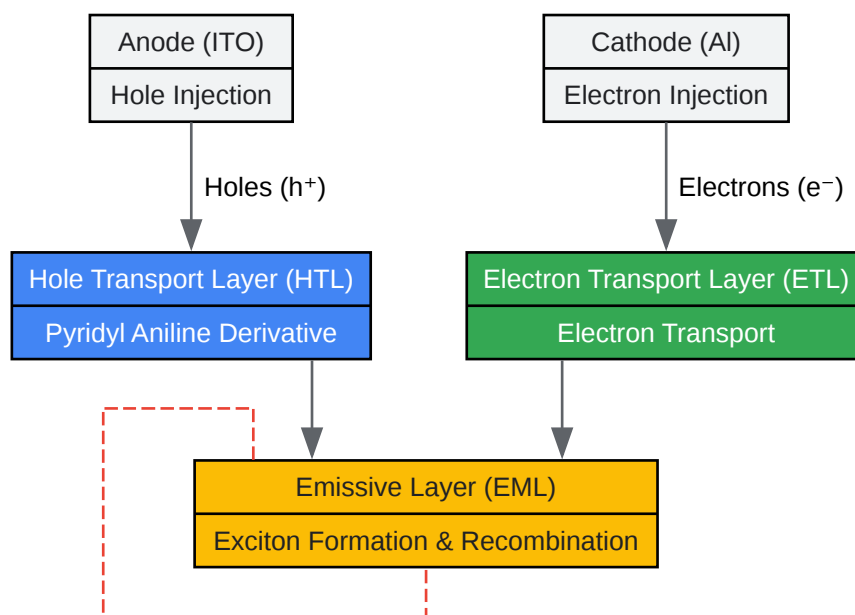 Anode (ITO)
Hole Injection
Cathode (Al)
Electron Injection
Holes (h⁺)
Electrons (e⁻)
Hole Transport Layer (HTL)
Pyridyl Aniline Derivative
Electron Transport Layer (ETL)
Electron Transport
Emissive Layer (EML)
Exciton Formation & Recombination